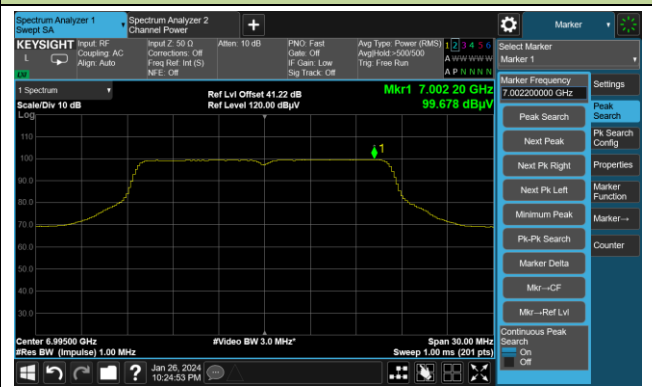 Spectrum Analyzer 1
Swept SA
Spectrum Analyzer 2
Channel Power
Marker
KEYSIGHT
L
Input: RF
Coupling: AC
Align: Auto
Input Z: 50 Ω
Corrections: Off
Freq Ref: Int (S)
NFE: Off
Atten: 10 dB
PNO: Fast
Gate: Off
IF Gain: Low
Sig Track: Off
Avg Type: Power (RMS)
Avg|Hold:>500/500
Trig: Free Run
1 2 3 4 5 6
A W W W W W
A P N N N N
Select Marker
Marker 1
1 Spectrum
Scale/Div 10 dB
Log
Ref Lvl Offset 41.22 dB
Ref Level 120.00 dBµV
Mkr1 7.002 20 GHz
99.678 dBµV
110
100
90.0
80.0
70.0
60.0
50.0
40.0
30.0
1
Center 6.99500 GHz
#Res BW (Impulse) 1.00 MHz
#Video BW 3.0 MHz*
Span 30.00 MHz
Sweep 1.00 ms (201 pts)
Marker Frequency
7.002200000 GHz
Peak Search
Next Peak
Next Pk Right
Next Pk Left
Minimum Peak
Pk-Pk Search
Marker Delta
Mkr→CF
Mkr→Ref Lvl
Continuous Peak
Search
On
Off
Settings
Peak
Search
Pk Search
Config
Properties
Marker
Function
Marker→
Counter
?
Jan 26, 2024
10:24:53 PM